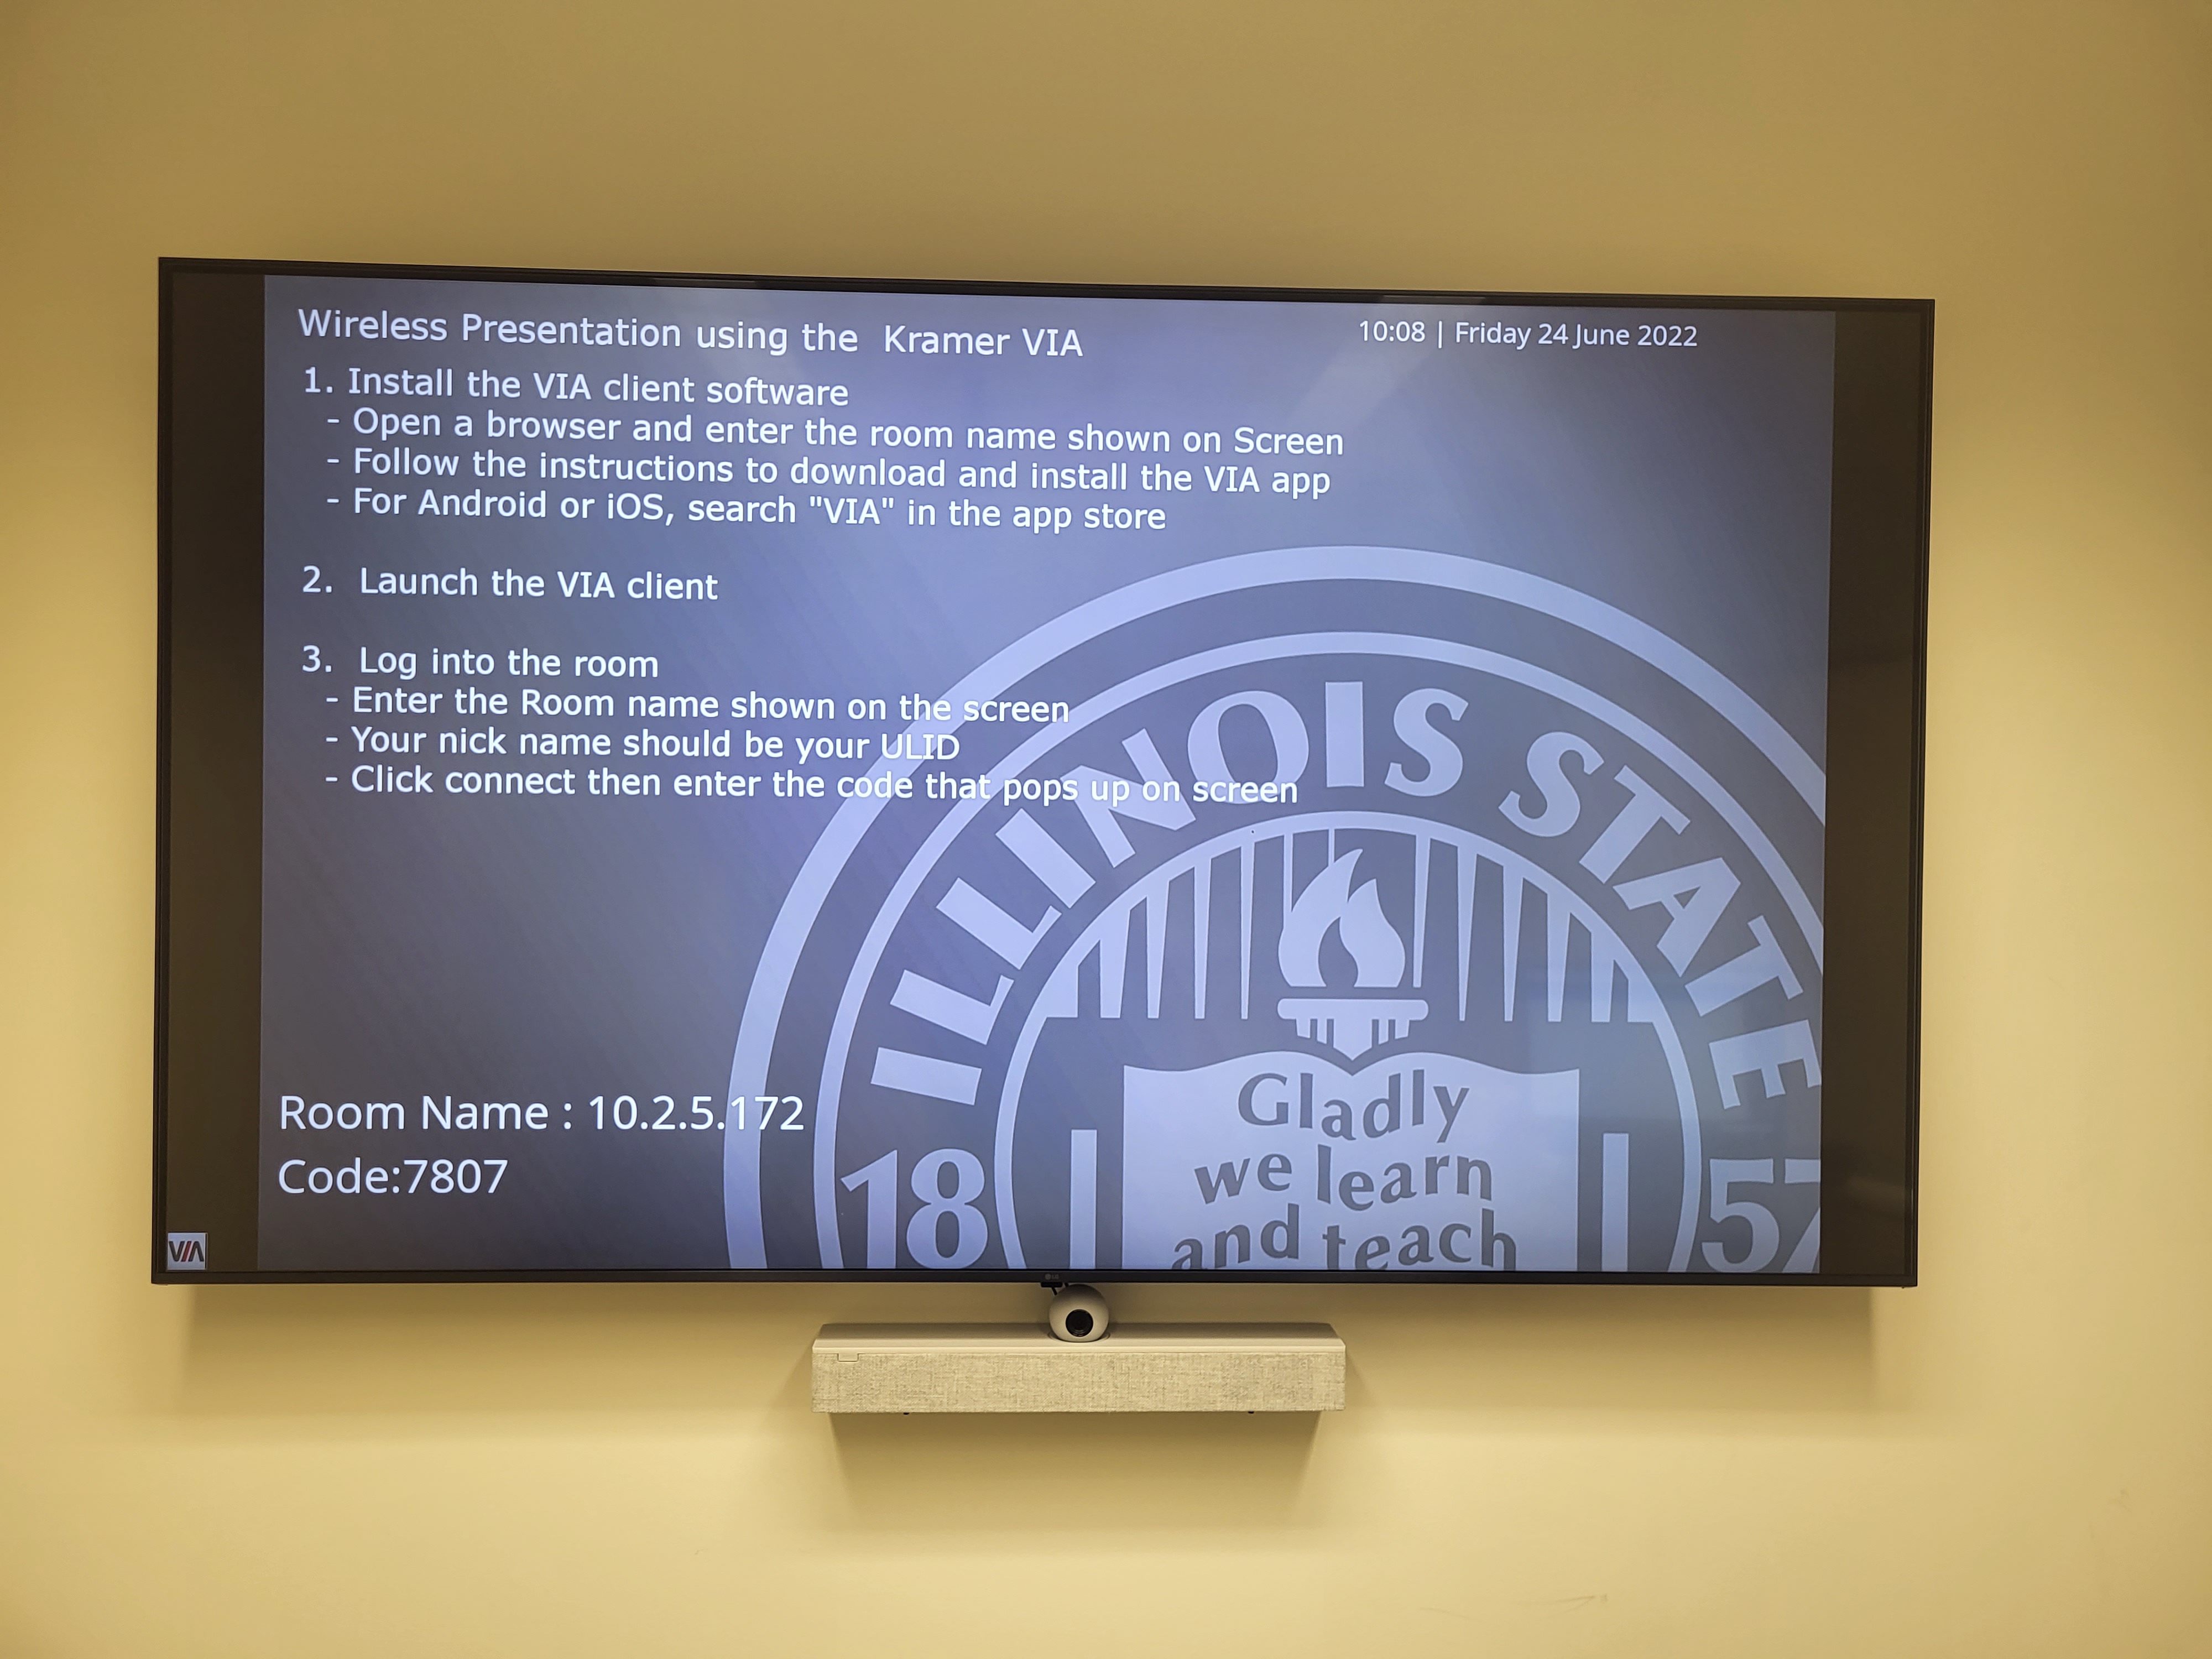 Wireless Presentation using the Kramer VIA
10:08 | Friday 24 June 2022
1. Install the VIA client software
- Open a browser and enter the room name shown on Screen
- Follow the instructions to download and install the VIA app
- For Android or iOS, search "VIA" in the app store
2. Launch the VIA client
3. Log into the room
- Enter the Room name shown on the screen
- Your nick name should be your ULID
- Click connect then enter the code that pops up on screen
ILLINOIS STATE
Gladly
we learn
and teach
18 57
Room Name : 10.2.5.172
Code:7807
VIA
LG